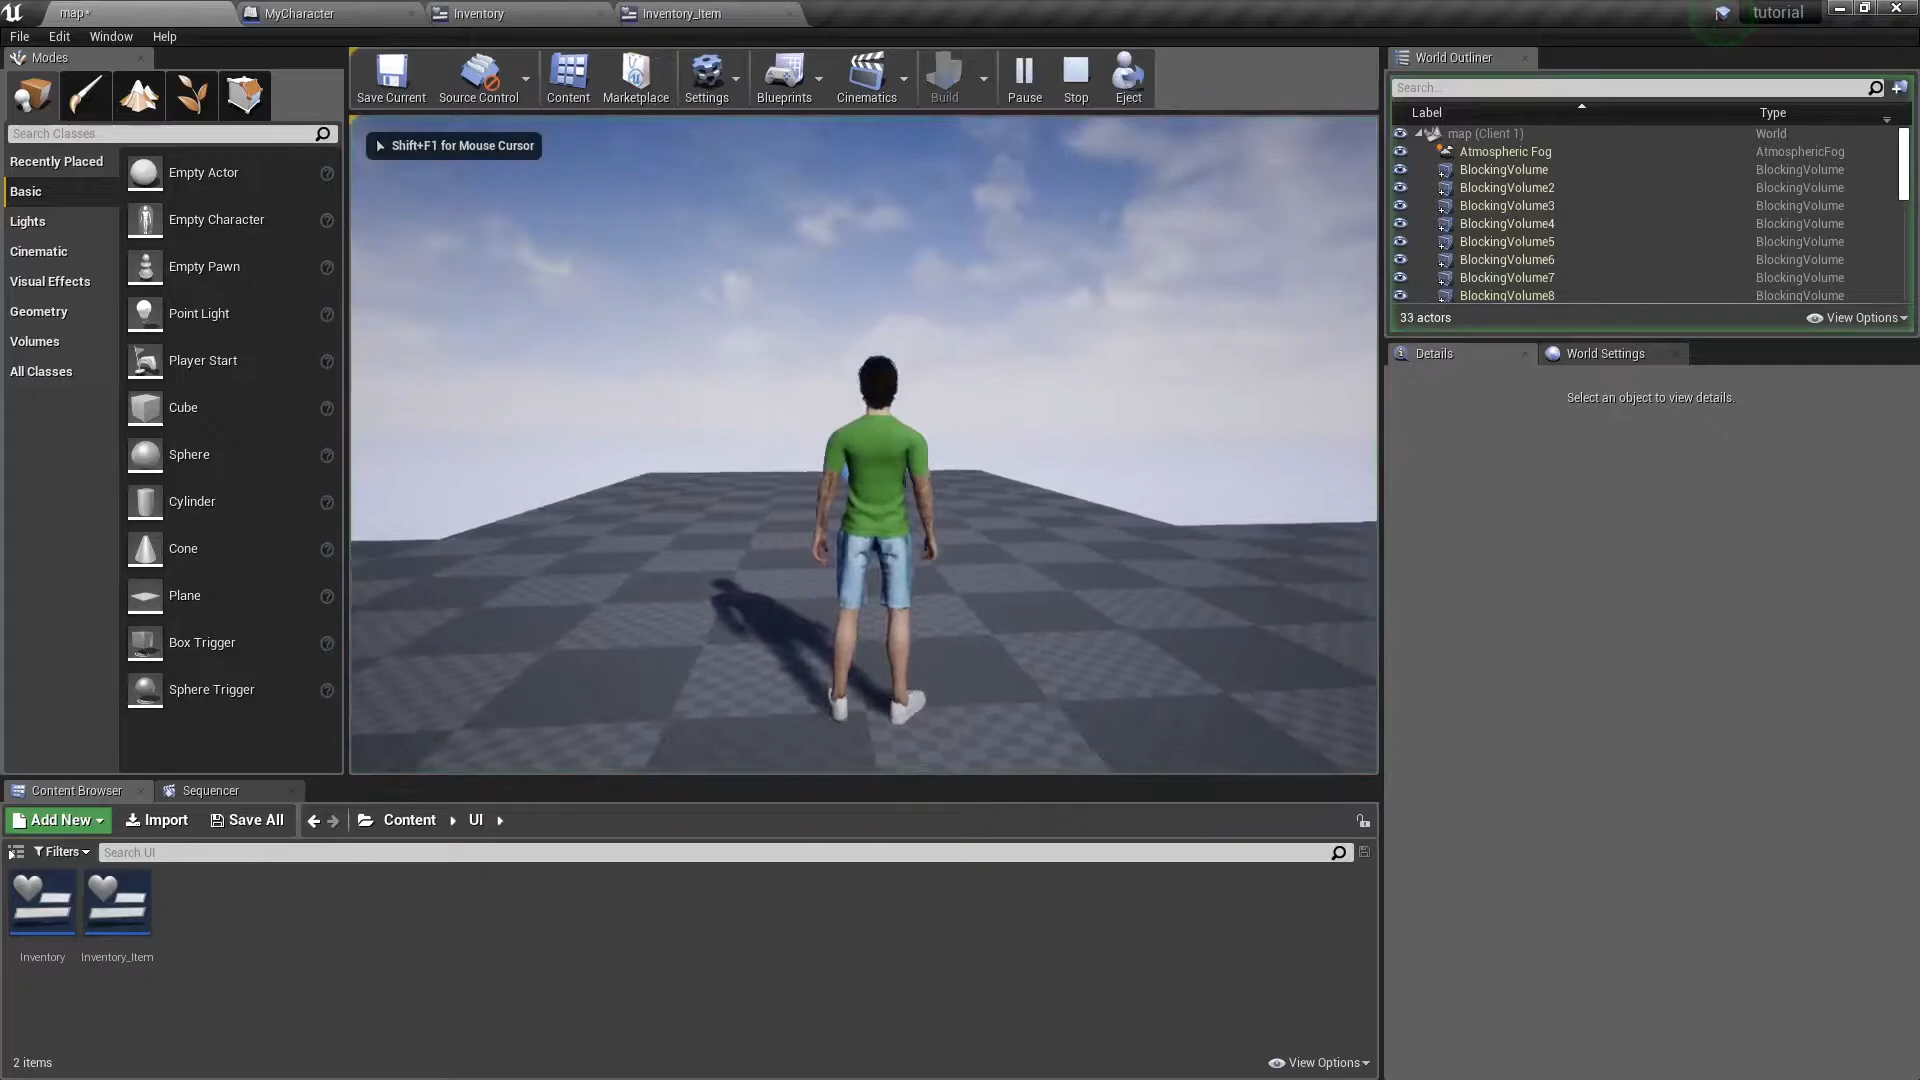 map*
MyCharacter
Inventory
Inventory_Item
tutorial
File
Edit
Window
Help
Modes
Search Classes
Recently Placed
Basic
Lights
Cinematic
Visual Effects
Geometry
Volumes
All Classes
Empty Actor
Empty Character
Empty Pawn
Point Light
Player Start
Cube
Sphere
Cylinder
Cone
Plane
Box Trigger
Sphere Trigger
Save Current
Source Control
Content
Marketplace
Settings
Blueprints
Cinematics
Build
Pause
Stop
Eject
Shift+F1 for Mouse Cursor
World Outliner
Search...
Label Type
map (Client 1) World
Atmospheric Fog AtmosphericFog
BlockingVolume BlockingVolume
BlockingVolume2 BlockingVolume
BlockingVolume3 BlockingVolume
BlockingVolume4 BlockingVolume
BlockingVolume5 BlockingVolume
BlockingVolume6 BlockingVolume
BlockingVolume7 BlockingVolume
BlockingVolume8 BlockingVolume
33 actors
View Options
Details
World Settings
Select an object to view details.
Content Browser
Sequencer
Add New
Import
Save All
Content
UI
Filters
Search UI
Inventory
Inventory_Item
2 items
View Options